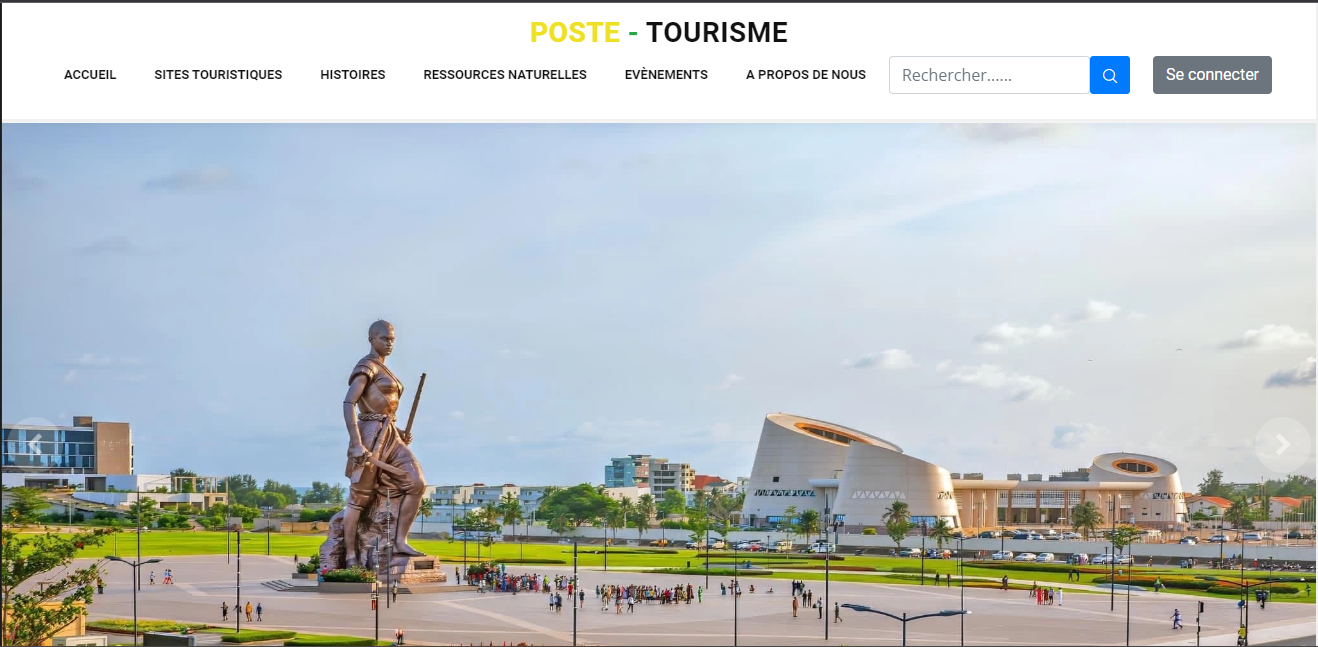 POSTE - TOURISME
ACCUEIL SITES TOURISTIQUES HISTOIRES RESSOURCES NATURELLES EVÈNEMENTS A PROPOS DE NOUS Rechercher...... Se connecter